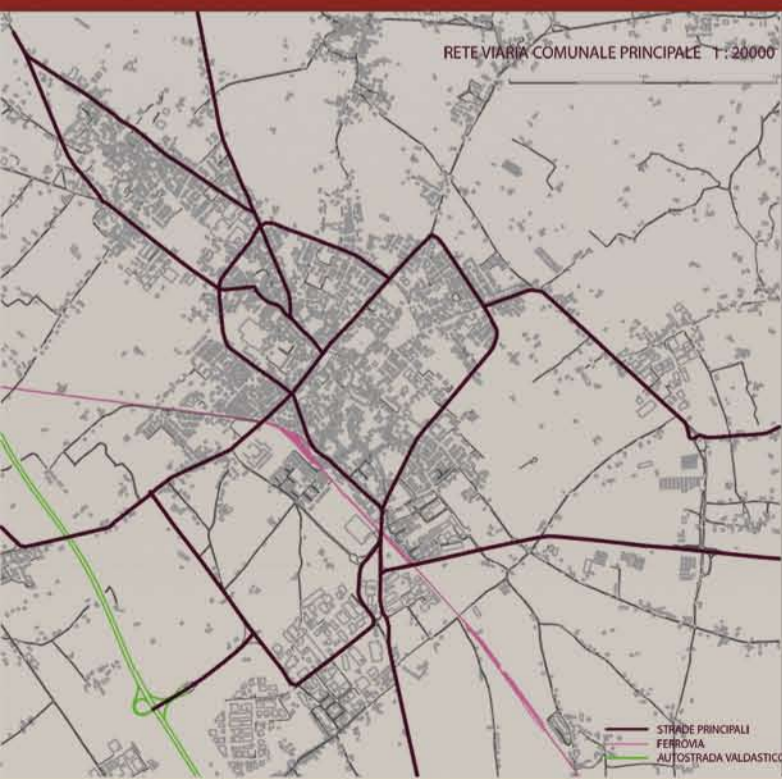 RETE VIARIA COMUNALE PRINCIPALE 1 : 20000
STRADE PRINCIPALI
FERROVIA
AUTOSTRADA VALDASTICO